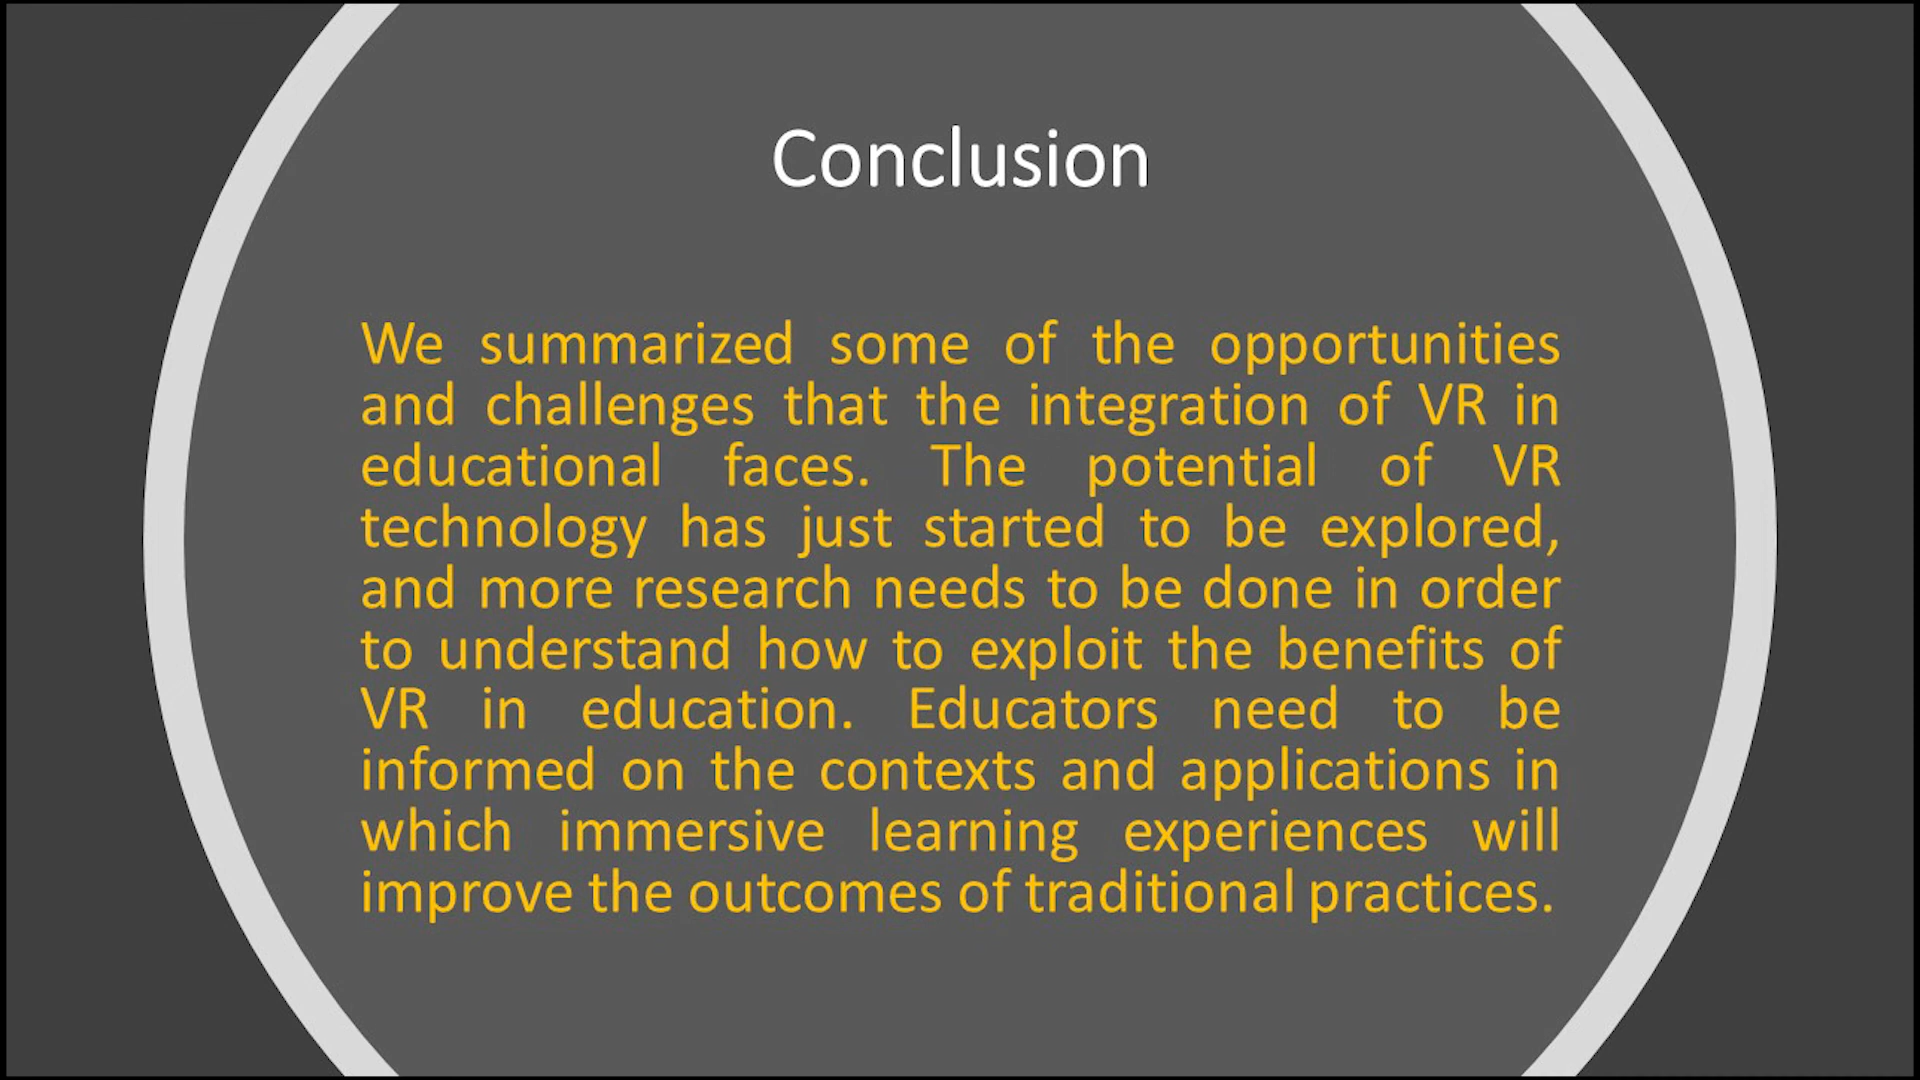 Conclusion
We summarized some of the opportunities
and challenges that the integration of VR in
educational faces. The potential of VR
technology has just started to be explored,
and more research needs to be done in order
to understand how to exploit the benefits of
VR in education. Educators need to be
informed on the contexts and applications in
which immersive learning experiences will
improve the outcomes of traditional practices.